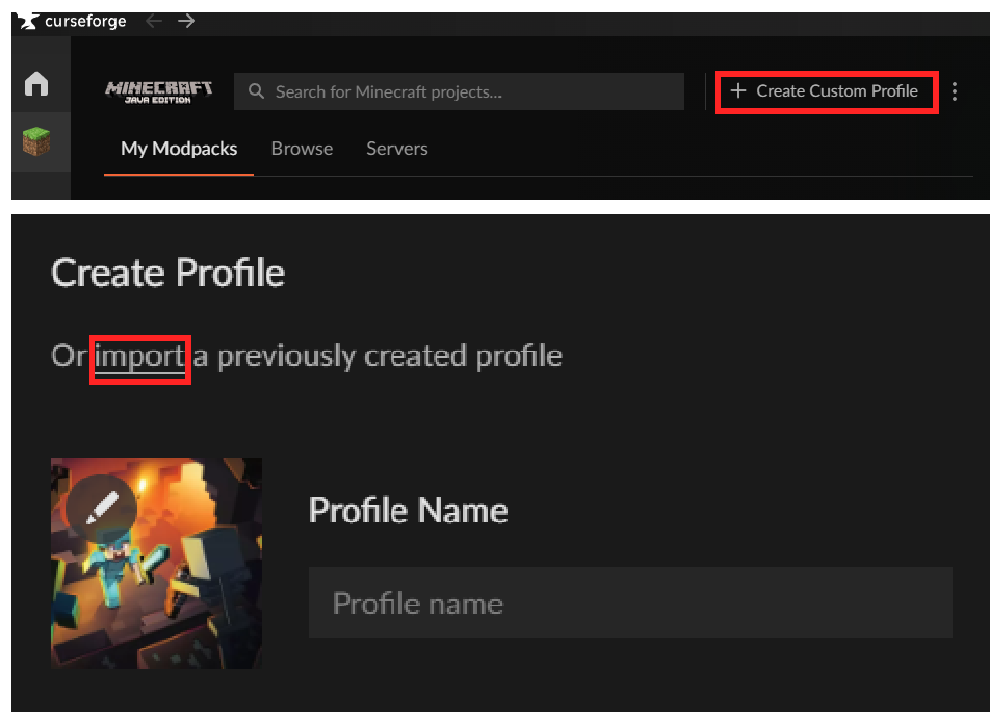 curseforge
MINECRAFT
JAVA EDITION
Search for Minecraft projects...
Create Custom Profile
My Modpacks Browse Servers
Create Profile
Or import a previously created profile
Profile Name
Profile name